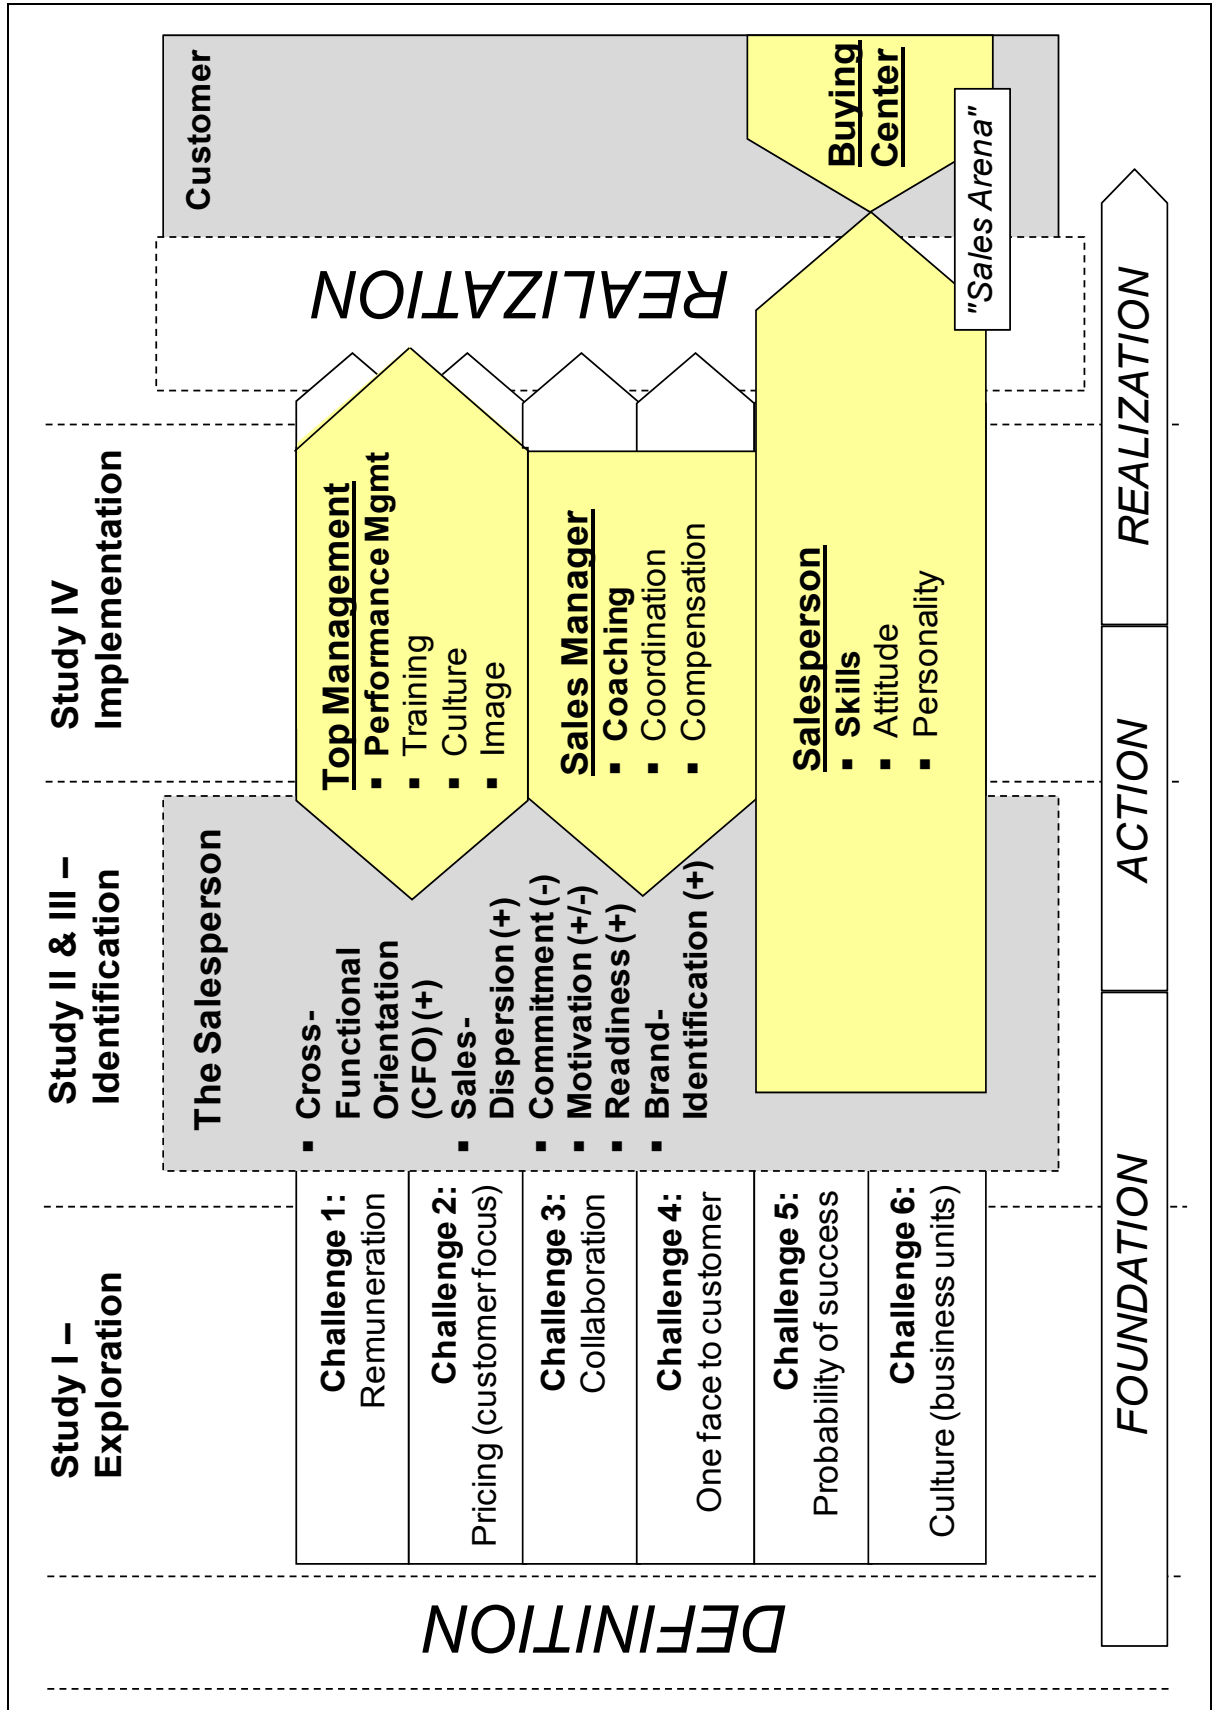 DEFINITION
Study I –
Exploration
Challenge 1:
Remuneration
Challenge 2:
Pricing (customer focus)
Challenge 3:
Collaboration
Challenge 4:
One face to customer
Challenge 5:
Probability of success
Challenge 6:
Culture (business units)
Study II & III –
Identification
The Salesperson
▪ Cross-
Functional
Orientation
(CFO) (+)
▪ Sales-
Dispersion (+)
▪ Commitment (-)
▪ Motivation (+/-)
▪ Readiness (+)
▪ Brand-
Identification (+)
Study IV
Implementation
Top Management
▪ Performance Mgmt
▪ Training
▪ Culture
▪ Image
Sales Manager
▪ Coaching
▪ Coordination
▪ Compensation
Salesperson
▪ Skills
▪ Attitude
▪ Personality
REALIZATION
Customer
Buying
Center
"Sales Arena"
FOUNDATION
ACTION
REALIZATION